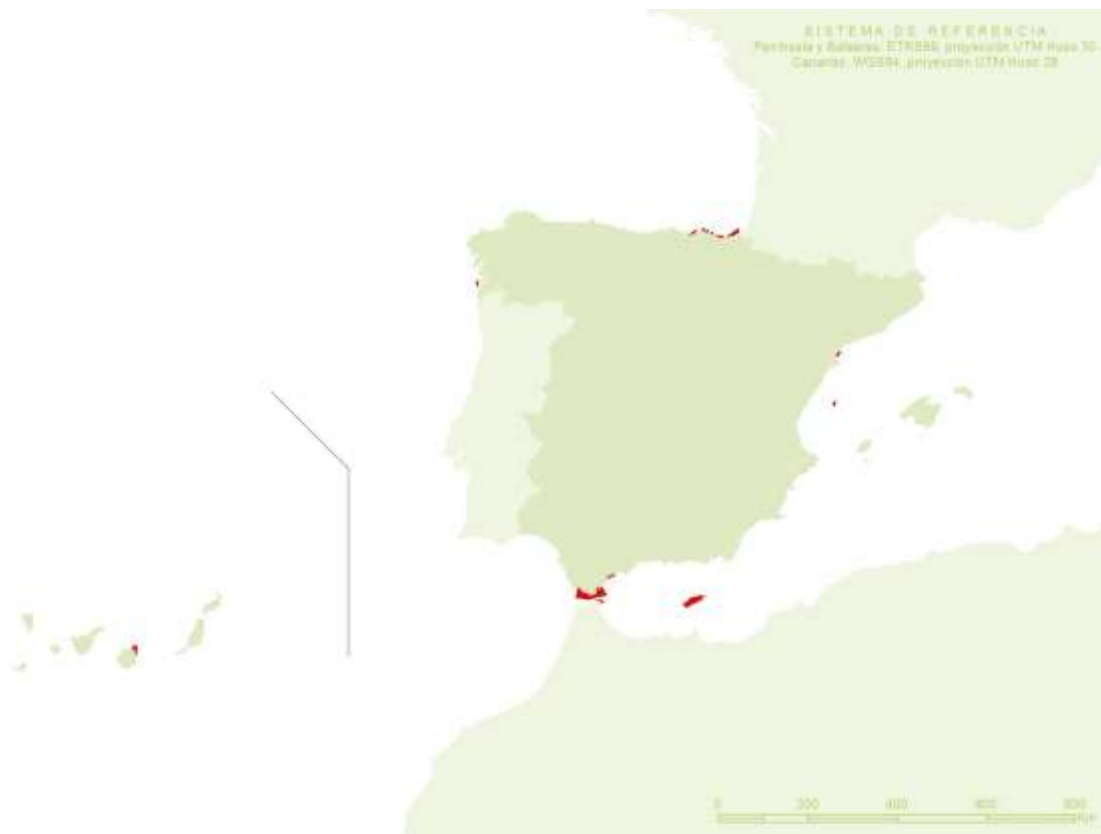 SISTEMA DE REFERENCIA
Península y Baleares: ETRS89, proyección UTM Huso 30
Canarias: WGS84, proyección UTM Huso 28
0 200 400 600 800
Km